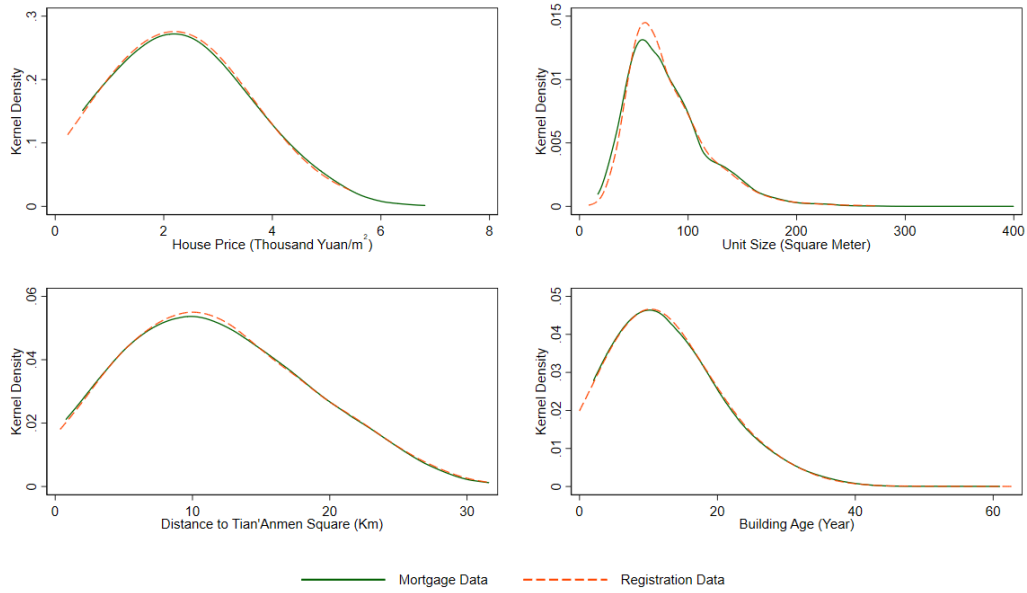 Kernel Density
0 .1 .2 .3
0 2 4 6 8
House Price (Thousand Yuan/m²)
Kernel Density
0 .005 .01 .015
0 100 200 300 400
Unit Size (Square Meter)
Kernel Density
0 .02 .04 .06
0 10 20 30
Distance to Tian'Anmen Square (Km)
Kernel Density
0 .01 .02 .03 .04 .05
0 20 40 60
Building Age (Year)
Mortgage Data Registration Data